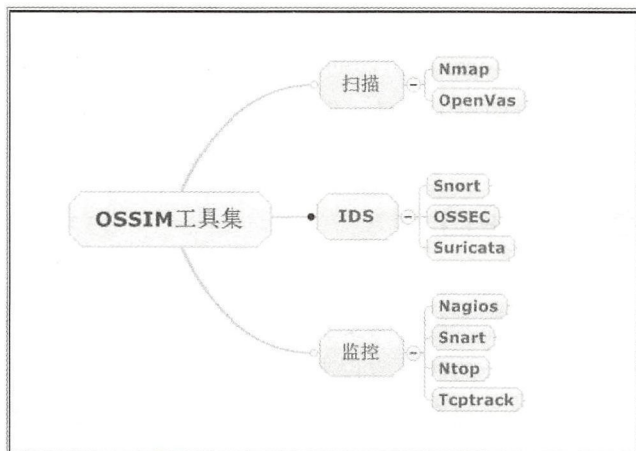 OSSIM工具集
扫描
Nmap
OpenVas
IDS
Snort
OSSEC
Suricata
监控
Nagios
Snart
Ntop
Tcptrack